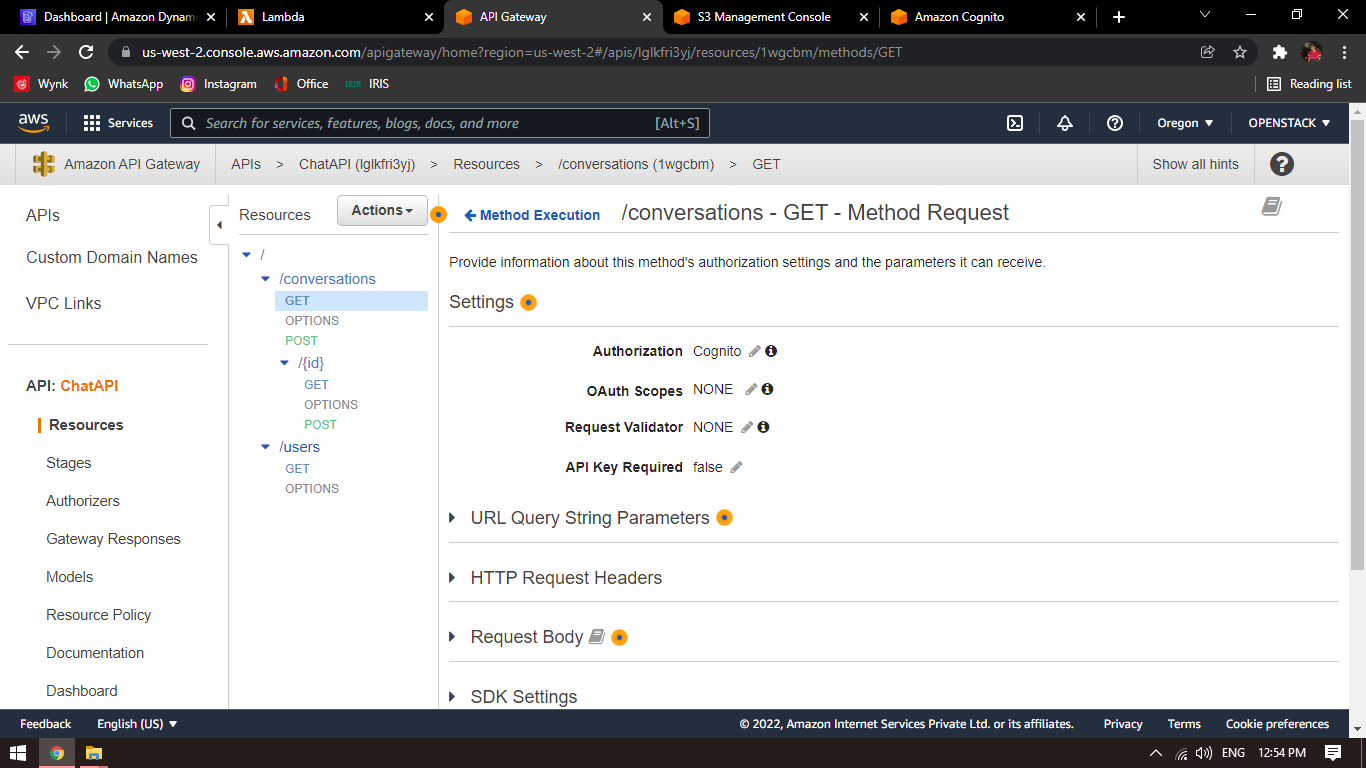 Dashboard | Amazon Dynam
Lambda
API Gateway
S3 Management Console
Amazon Cognito
us-west-2.console.aws.amazon.com/apigateway/home?region=us-west-2#/apis/lglkfri3yj/resources/1wgcbm/methods/GET
Wynk
WhatsApp
Instagram
Office
IRIS IRIS
Reading list
aws
Services
Search for services, features, blogs, docs, and more
[Alt+S]
Oregon
OPENSTACK
Amazon API Gateway
APIs > ChatAPI (lglkfri3yj) > Resources > /conversations (1wgcbm) > GET
Show all hints
APIs
Custom Domain Names
VPC Links
API: ChatAPI
Resources
Stages
Authorizers
Gateway Responses
Models
Resource Policy
Documentation
Dashboard
Resources
Actions
/
/conversations
GET
OPTIONS
POST
/{id}
GET
OPTIONS
POST
/users
GET
OPTIONS
Method Execution
/conversations - GET - Method Request
Provide information about this method's authorization settings and the parameters it can receive.
Settings
Authorization Cognito
OAuth Scopes NONE
Request Validator NONE
API Key Required false
URL Query String Parameters
HTTP Request Headers
Request Body
SDK Settings
Feedback
English (US)
© 2022, Amazon Internet Services Private Ltd. or its affiliates.
Privacy
Terms
Cookie preferences
ENG
12:54 PM